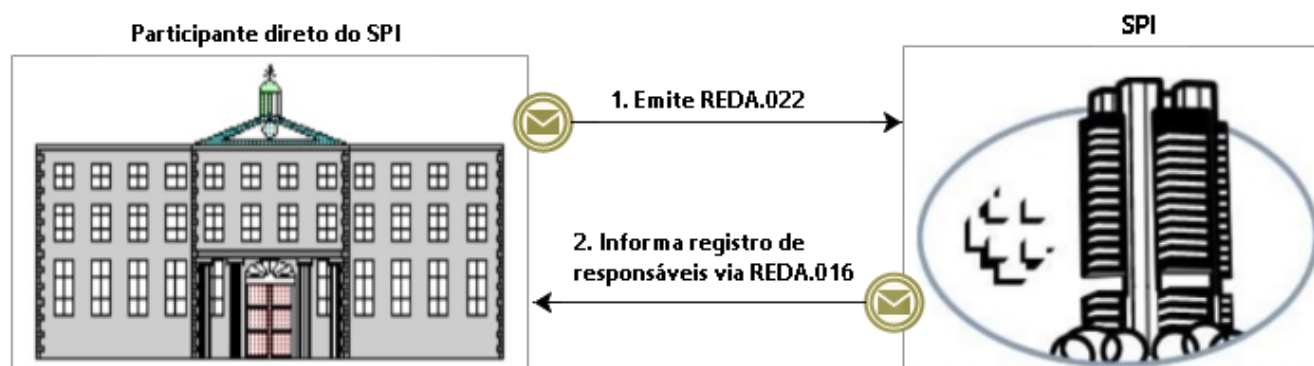 Participante direto do SPI
SPI
1. Emite REDA.022
2. Informa registro de
responsáveis via REDA.016